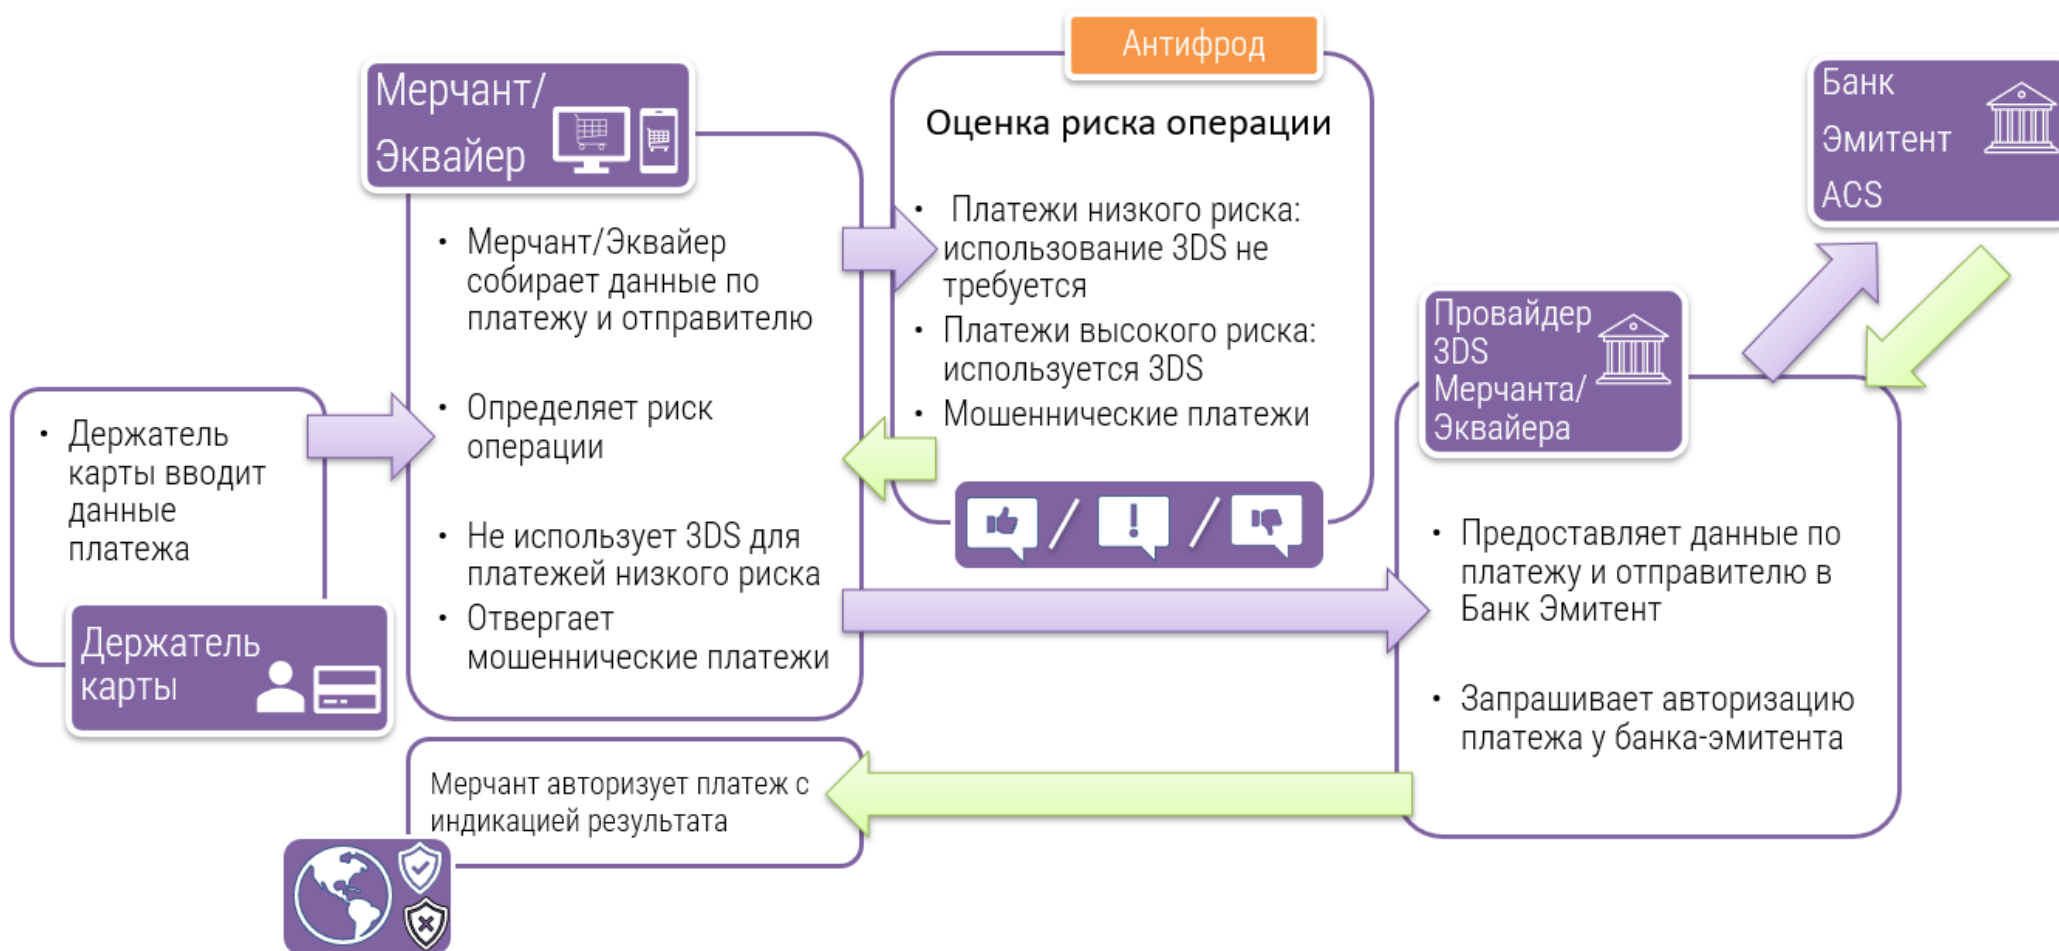 Держатель
карты вводит
данные
платежа
Держатель
карты
Мерчант/
Эквайер
Мерчант/Эквайер
собирает данные по
платежу и отправителю
Определяет риск
операции
Не использует 3DS для
платежей низкого риска
Отвергает
мошеннические платежи
Антифрод
Оценка риска операции
Платежи низкого риска:
использование 3DS не
требуется
Платежи высокого риска:
используется 3DS
Мошеннические платежи
Провайдер
3DS
Мерчанта/
Эквайера
Предоставляет данные по
платежу и отправителю в
Банк Эмитент
Запрашивает авторизацию
платежа у банка-эмитента
Банк
Эмитент
ACS
Мерчант авторизует платеж с
индикацией результата